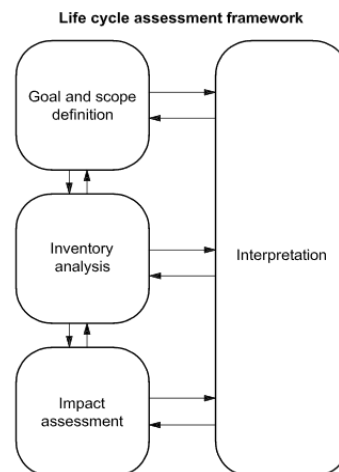 Life cycle assessment framework
Goal and scope
definition
Inventory
analysis
Interpretation
Impact
assessment